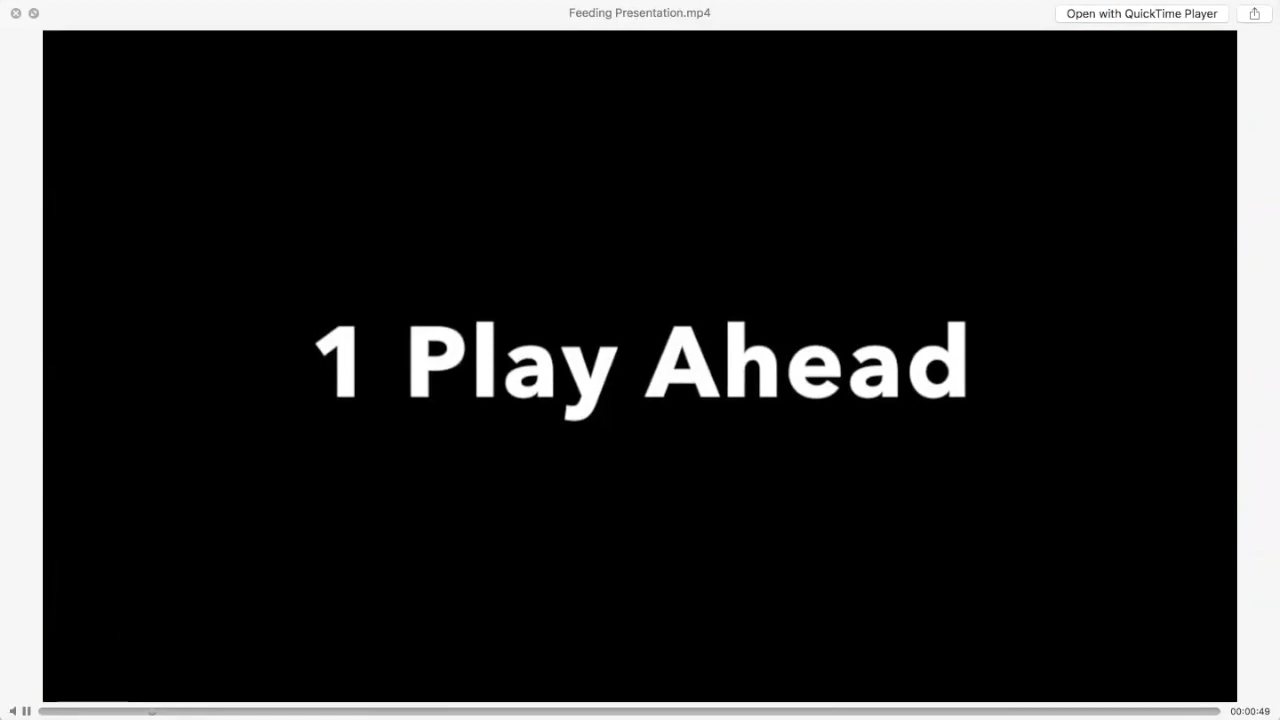 Feeding Presentation.mp4
Open with QuickTime Player
1 Play Ahead
00:00:49